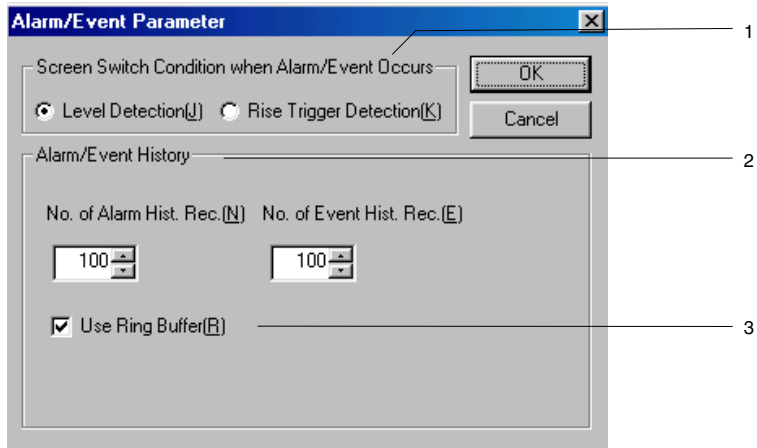 Alarm/Event Parameter
1
Screen Switch Condition when Alarm/Event Occurs
OK
Level Detection(J) Rise Trigger Detection(K)
Cancel
Alarm/Event History
2
No. of Alarm Hist. Rec.(N) No. of Event Hist. Rec.(E)
100 100
Use Ring Buffer(R)
3